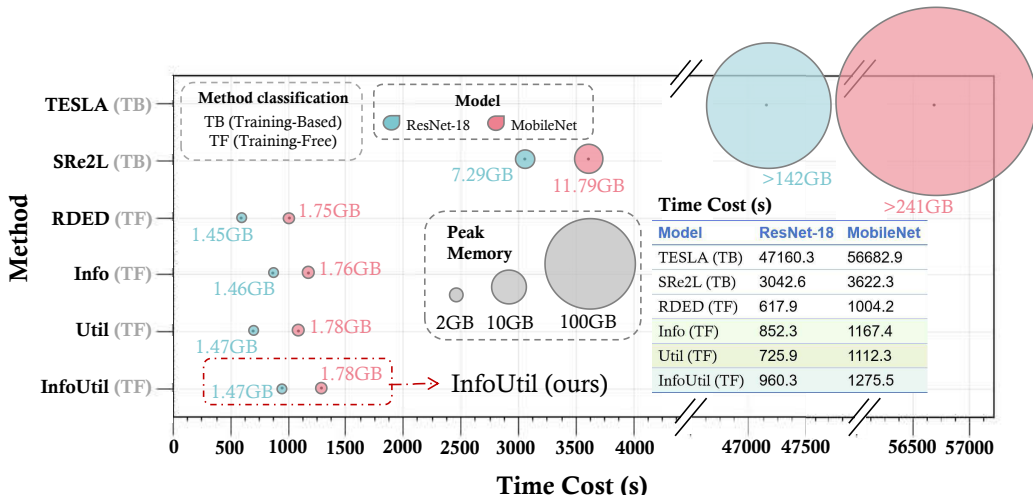 Method
TESLA (TB)
SRe2L (TB)
RDED (TF)
Info (TF)
Util (TF)
InfoUtil (TF)
Method classification
TB (Training-Based)
TF (Training-Free)
Model
ResNet-18
MobileNet
>142GB
>241GB
7.29GB
11.79GB
1.45GB
1.75GB
1.46GB
1.76GB
1.47GB
1.78GB
1.47GB
1.78GB
InfoUtil (ours)
Peak
Memory
2GB
10GB
100GB
Time Cost (s)
Model ResNet-18 MobileNet
TESLA (TB) 47160.3 56682.9
SRe2L (TB) 3042.6 3622.3
RDED (TF) 617.9 1004.2
Info (TF) 852.3 1167.4
Util (TF) 725.9 1112.3
InfoUtil (TF) 960.3 1275.5
0 500 1000 1500 2000 2500 3000 3500 4000 47000 47500 56500 57000
Time Cost (s)